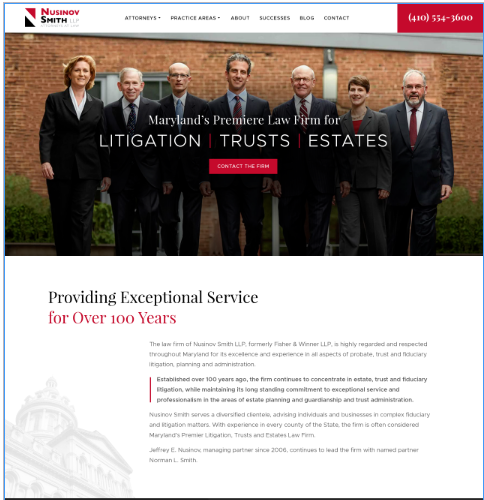 NUSINOV
SMITH LLP
ATTORNEYS PRACTICE AREAS ABOUT SUCCESSES BLOG CONTACT
(410) 554-3600
Maryland's Premiere Law Firm for
LITIGATION | TRUSTS | ESTATES
CONTACT THE FIRM
Providing Exceptional Service
for Over 100 Years
The law firm of Nusinov Smith LLP, formerly Fisher & Winner LLP, is highly regarded and respected
throughout Maryland for its excellence and experience in all aspects of probate, trust and fiduciary
litigation, planning and administration.
Established over 100 years ago, the firm continues to concentrate in estate, trust and fiduciary
litigation, while maintaining its long standing commitment to exceptional service and
professionalism in the areas of estate planning and guardianship and trust administration.
Nusinov Smith serves a diversified clientele, advising individuals and businesses in complex fiduciary
and litigation matters. With experience in every county of the State, the firm is often considered
Maryland's Premier Litigation, Trusts and Estates Law Firm.
Jeffrey E. Nusinov, managing partner since 2006, continues to lead the firm with named partner
Norman L. Smith.